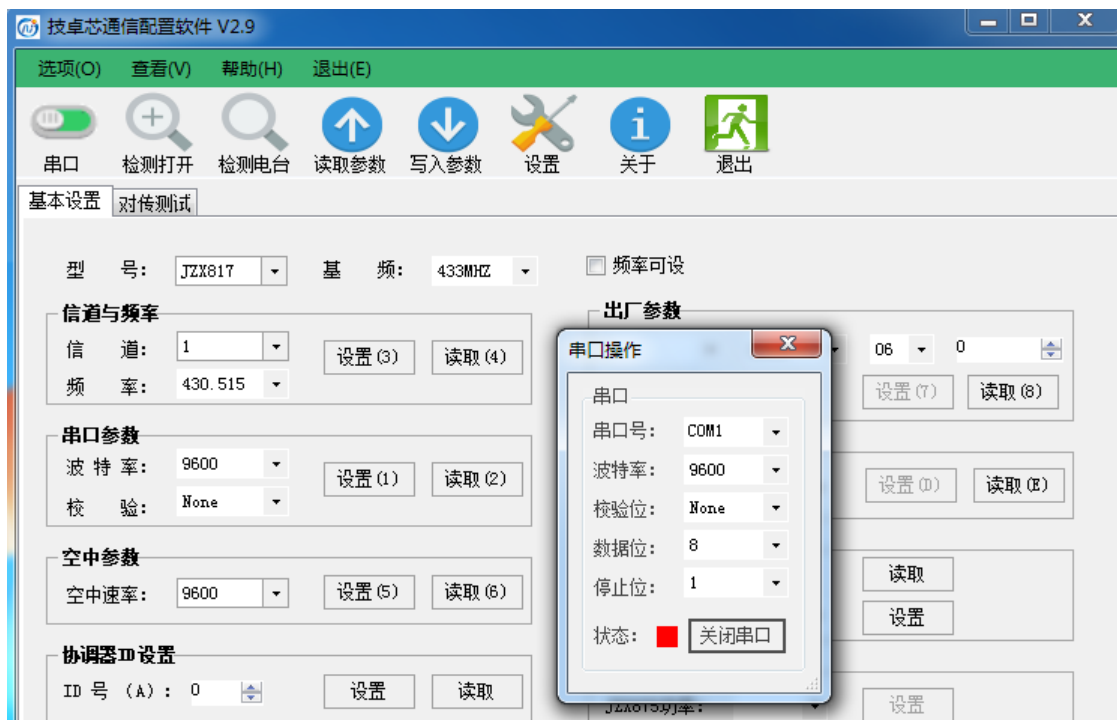 技卓芯通信配置软件 V2.9
选项(O) 查看(V) 帮助(H) 退出(E)
串口 检测打开 检测电台 读取参数 写入参数 设置 关于 退出
基本设置 对传测试
型 号: JZX817 基 频: 433MHZ 频率可设
信道与频率
信 道: 1 设置(3) 读取(4)
频 率: 430.515
串口参数
波 特 率: 9600 设置(1) 读取(2)
校 验: None
空中参数
空中速率: 9600 设置(5) 读取(6)
协调器ID设置
ID 号 (A): 0 设置 读取
出厂参数
06 0
设置(7) 读取(8)
设置(D) 读取(E)
读取
设置
JZX815功率: 设置
串口操作
串口
串口号: COM1
波特率: 9600
校验位: None
数据位: 8
停止位: 1
状态: 关闭串口